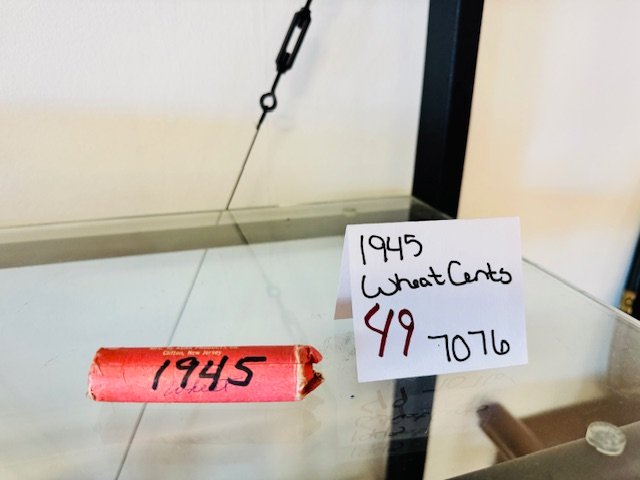 1945
Wheat Cents
49 7076
Clifton, New Jersey
1945